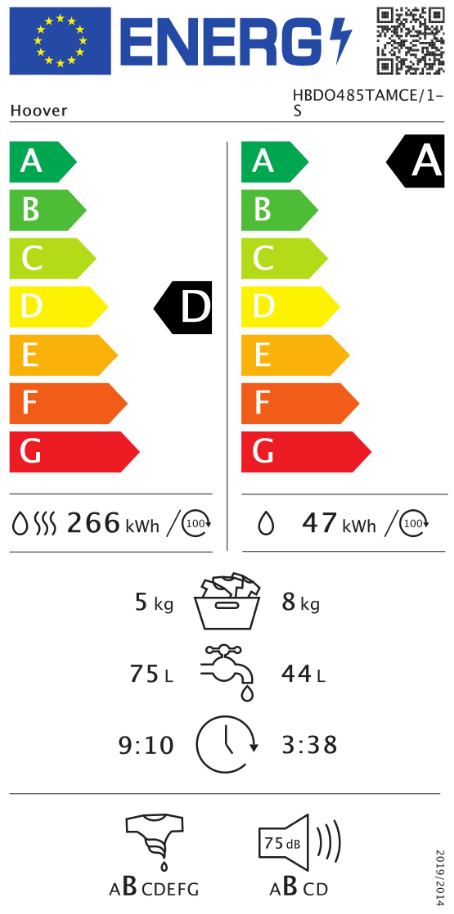 ENERG
Hoover
HBDO485TAMCE/1-
S
A A A
B B
C C
D D D
E E
F F
G G
266 kWh / 100
47 kWh / 100
5 kg 8 kg
75 L 44 L
9:10 3:38
75 dB
ABCDEFG
ABCD
2019/2014